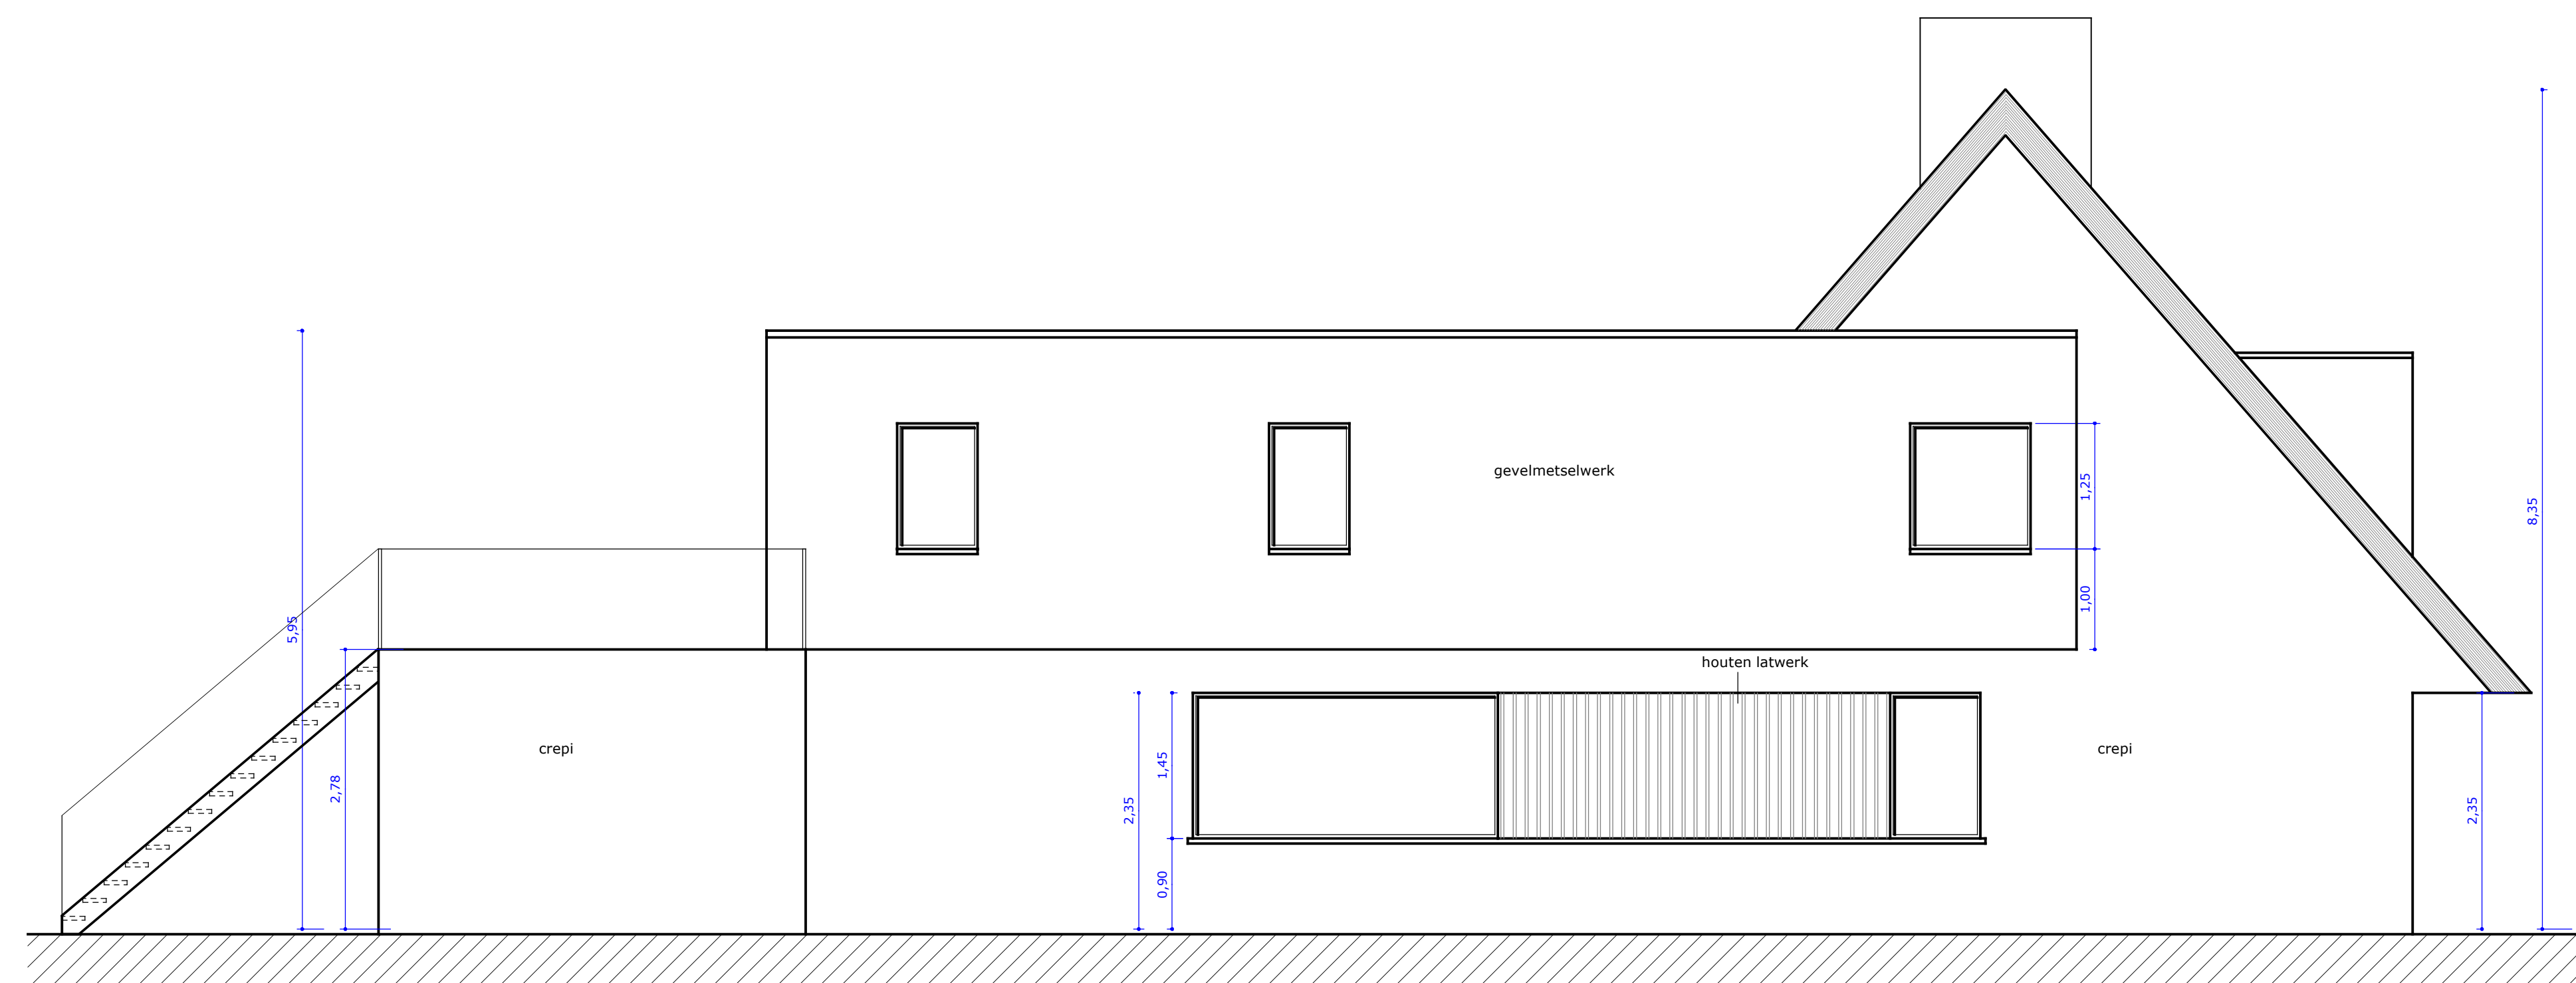 gevelmetselwerk
1,25
8,35
1,00
5,95
houten latwerk
crepi
crepi
1,45
2,78
2,35
2,35
0,90